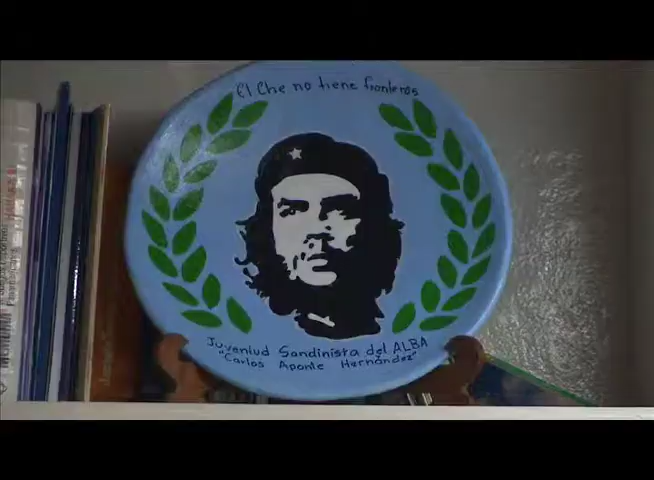 El Che no tiene fronteras
Juventud Sandinista del ALBA
"Carlos Aponte Hernández"